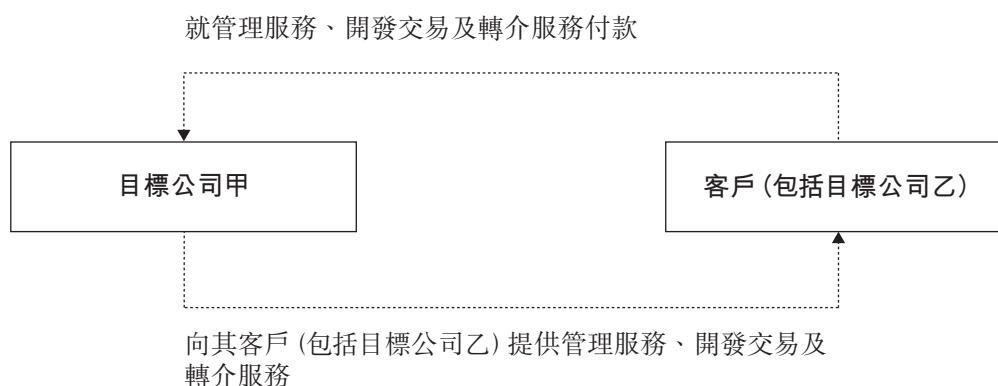 就管理服務、開發交易及轉介服務付款
目標公司甲
客戶 (包括目標公司乙)
向其客戶 (包括目標公司乙) 提供管理服務、開發交易及
轉介服務